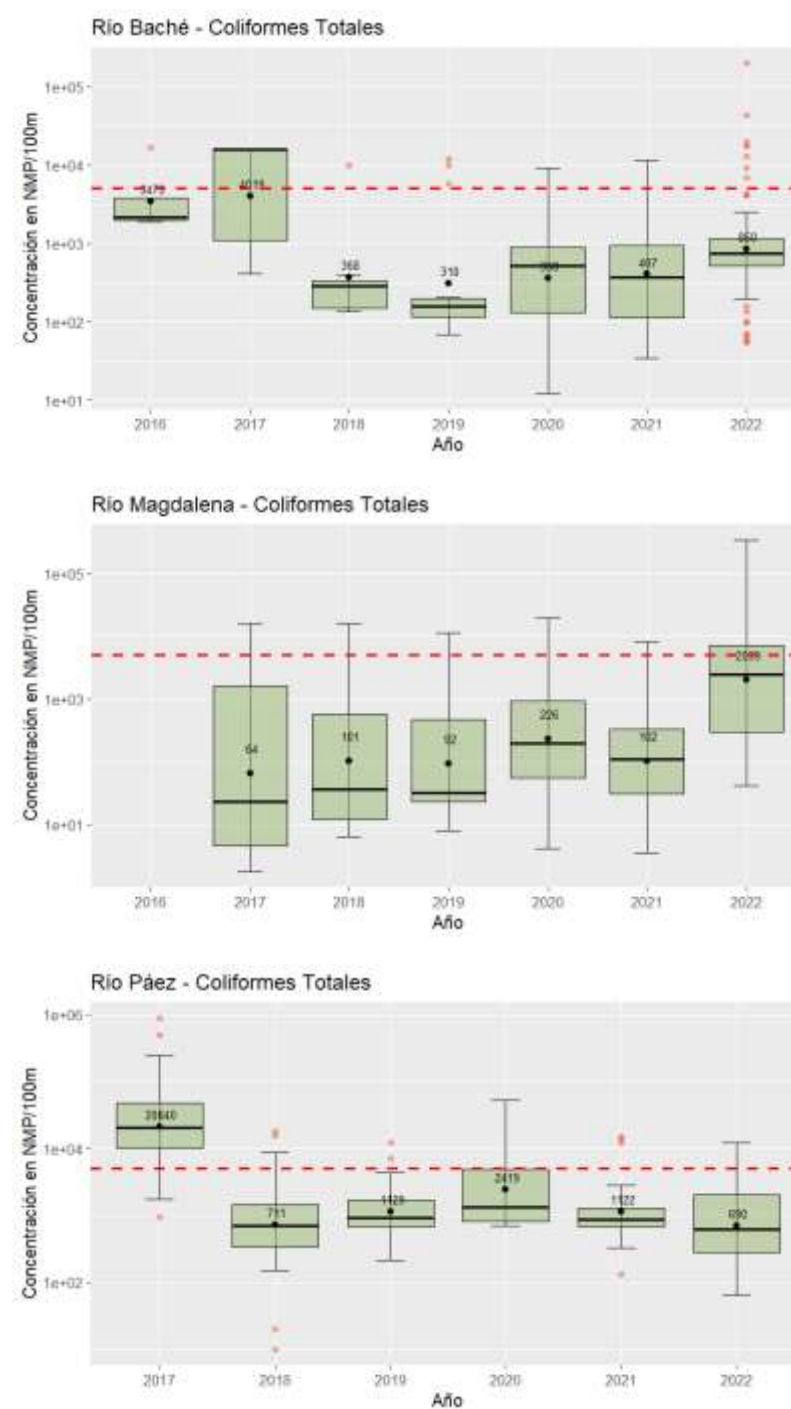 Río Baché - Coliformes Totales
Concentración en NMP/100m
1e+05
1e+04
1e+03
1e+02
1e+01
3479
4019
368
310
497
850
2016 2017 2018 2019 2020 2021 2022
Año
Río Magdalena - Coliformes Totales
Concentración en NMP/100m
1e+05
1e+03
1e+01
64
101
92
226
102
2016 2017 2018 2019 2020 2021 2022
Año
Río Páez - Coliformes Totales
Concentración en NMP/100m
1e+06
1e+04
1e+02
711
1129
2419
1122
690
2017 2018 2019 2020 2021 2022
Año